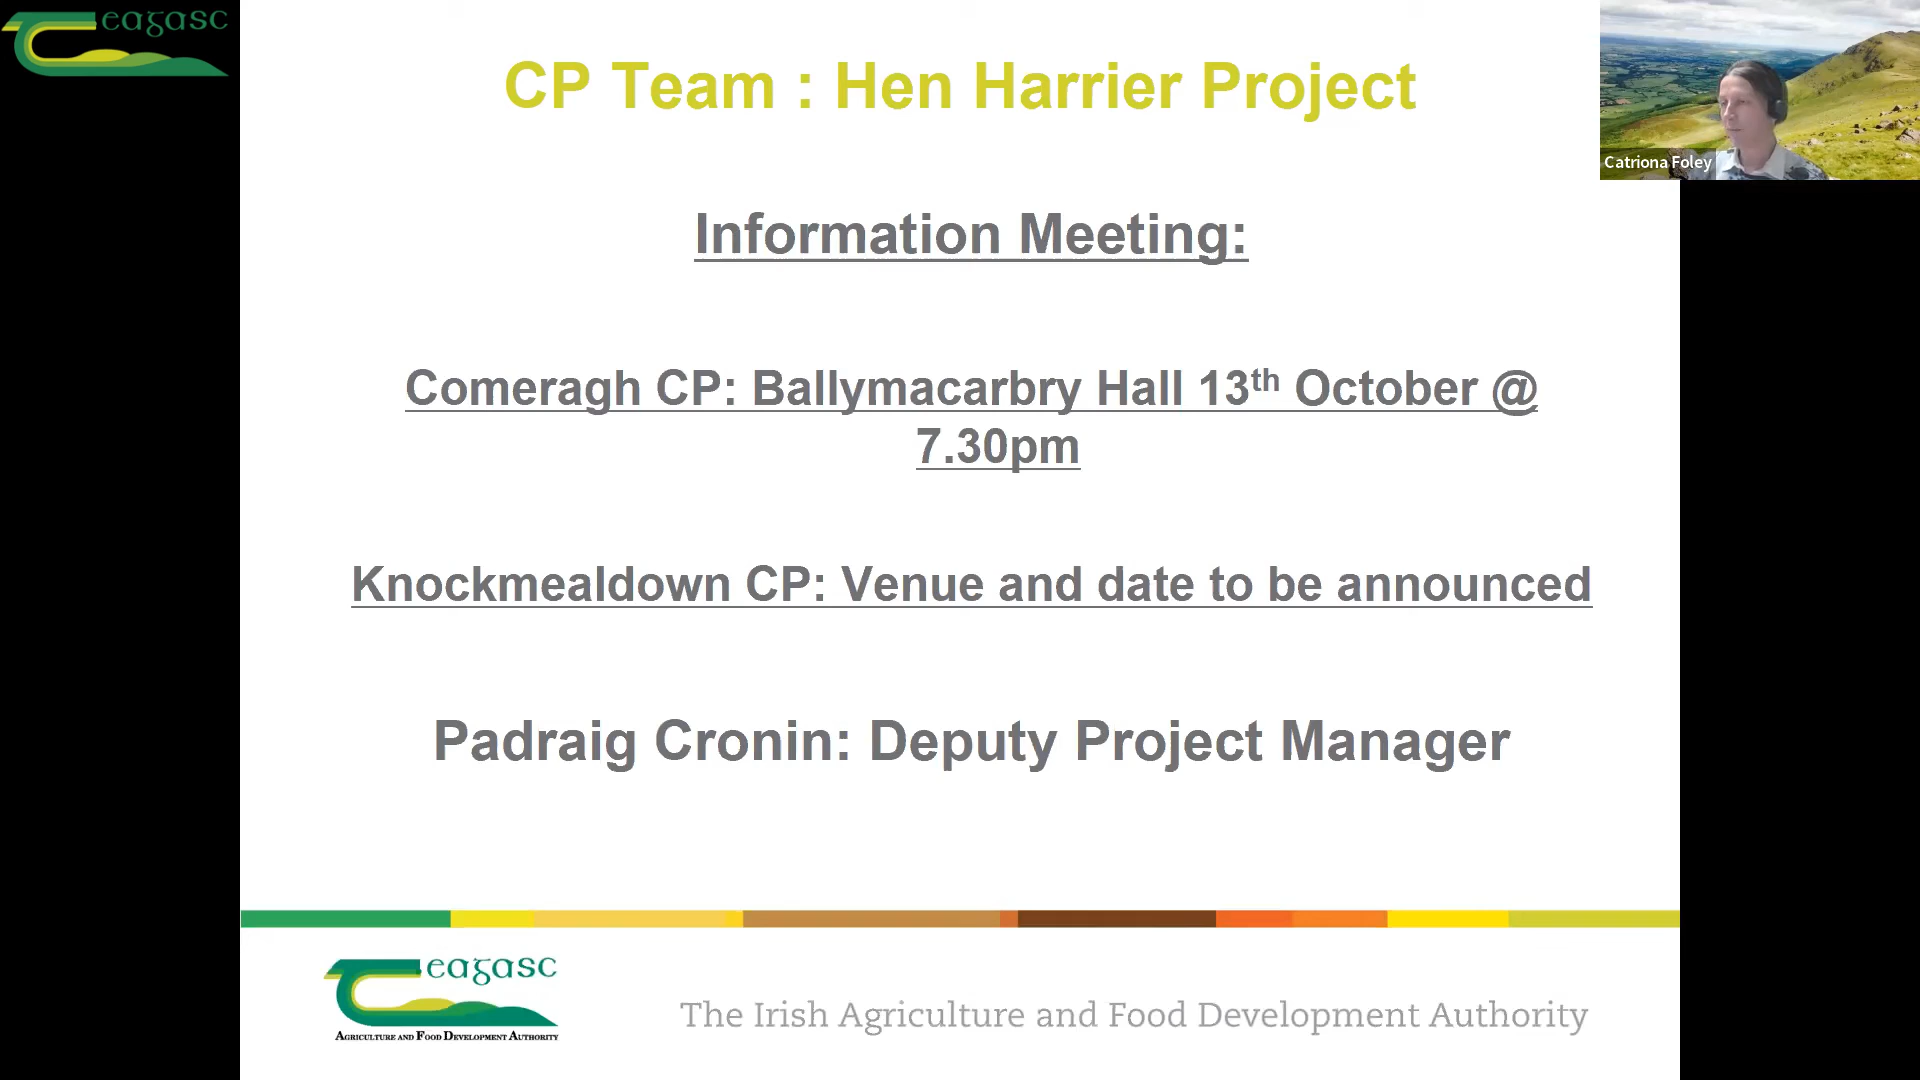 eagasc
CP Team : Hen Harrier Project
Catriona Foley
Information Meeting:
Comeragh CP: Ballymacarbry Hall 13th October @
7.30pm
Knockmealdown CP: Venue and date to be announced
Padraig Cronin: Deputy Project Manager
eagasc
AGRICULTURE AND FOOD DEVELOPMENT AUTHORITY
The Irish Agriculture and Food Development Authority